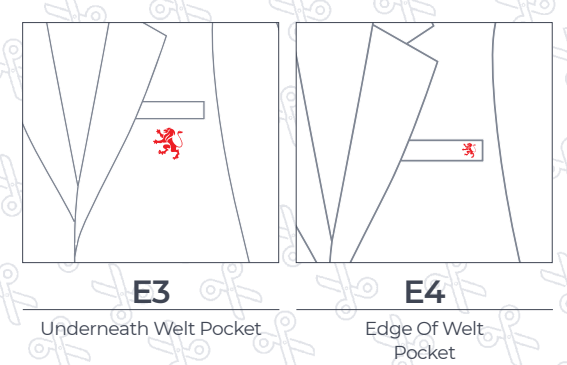 E3
Underneath Welt Pocket
E4
Edge Of Welt
Pocket